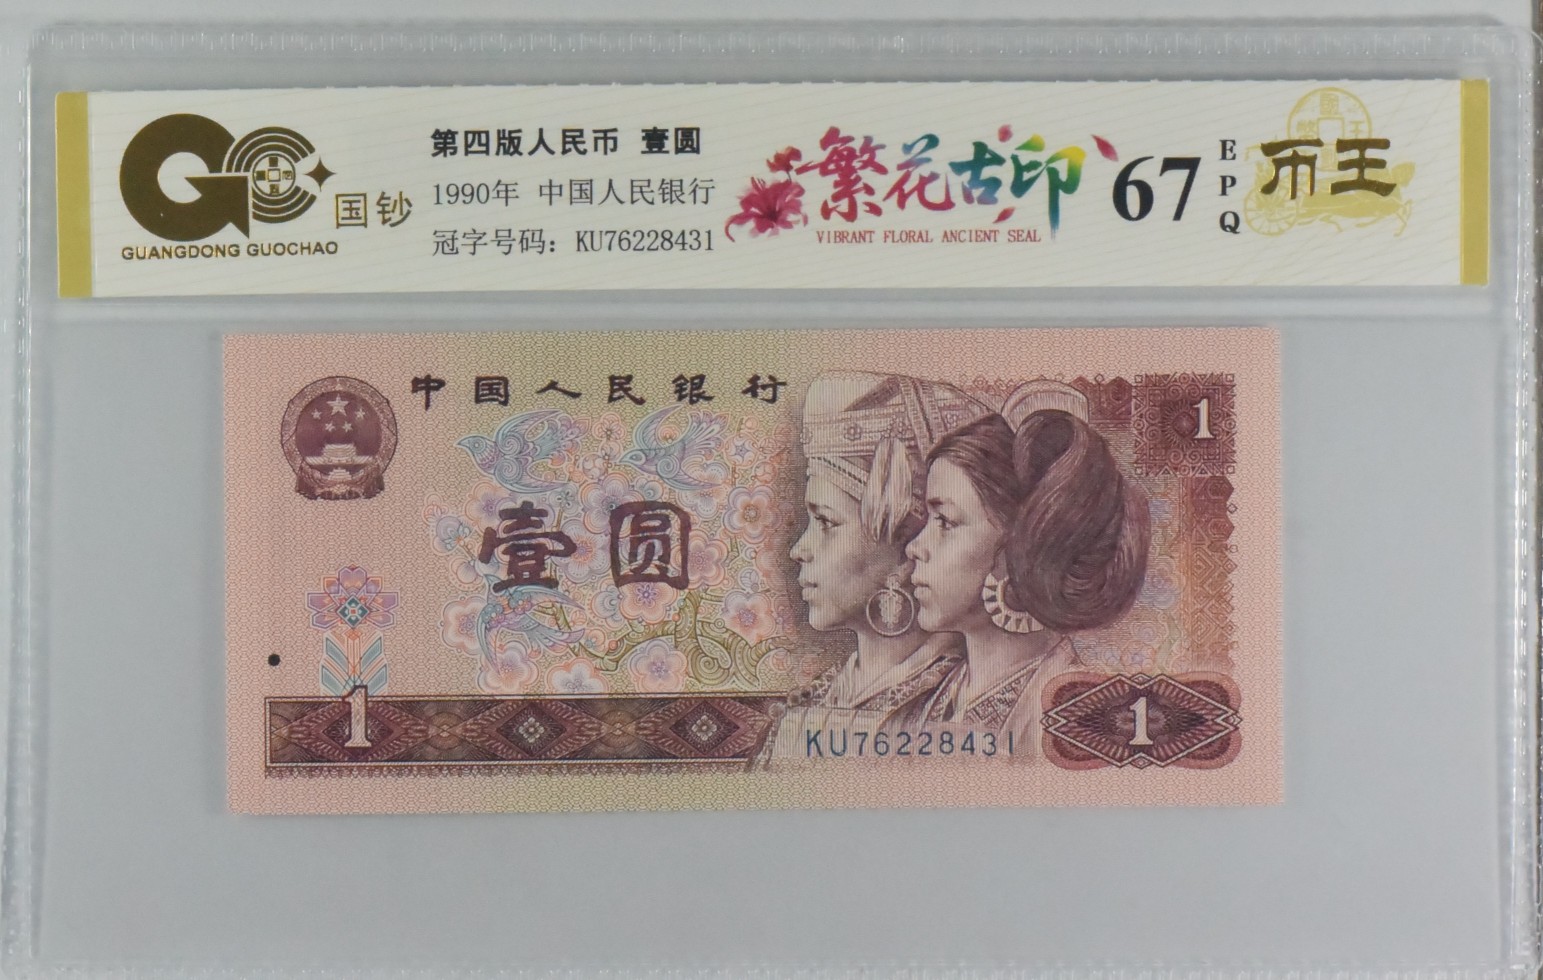 国钞
GUANGDONG GUOCHAO
第四版人民币 壹圆
1990年 中国人民银行
冠字号码：KU76228431
繁花古印
VIBRANT FLORAL ANCIENT SEAL
67
EPQ
币王
中国人民银行
1
壹圆
1
KU76228431
1